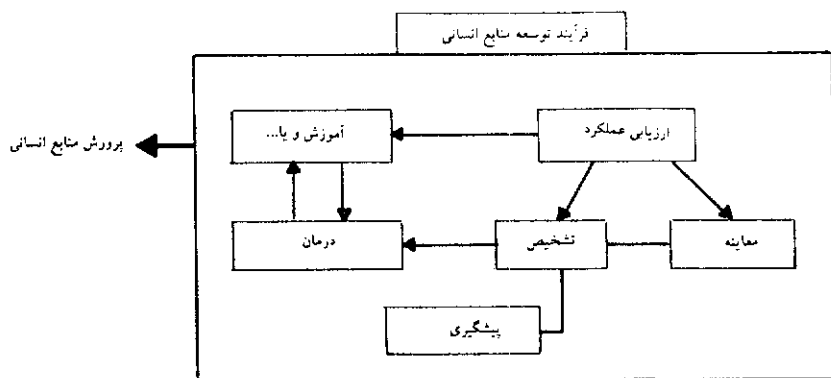 فرآیند توسعه منابع انسانی
ارزیابی عملکرد
آموزش و یا...
پرورش منابع انسانی
معاینه
تشخیص
درمان
پیشگیری